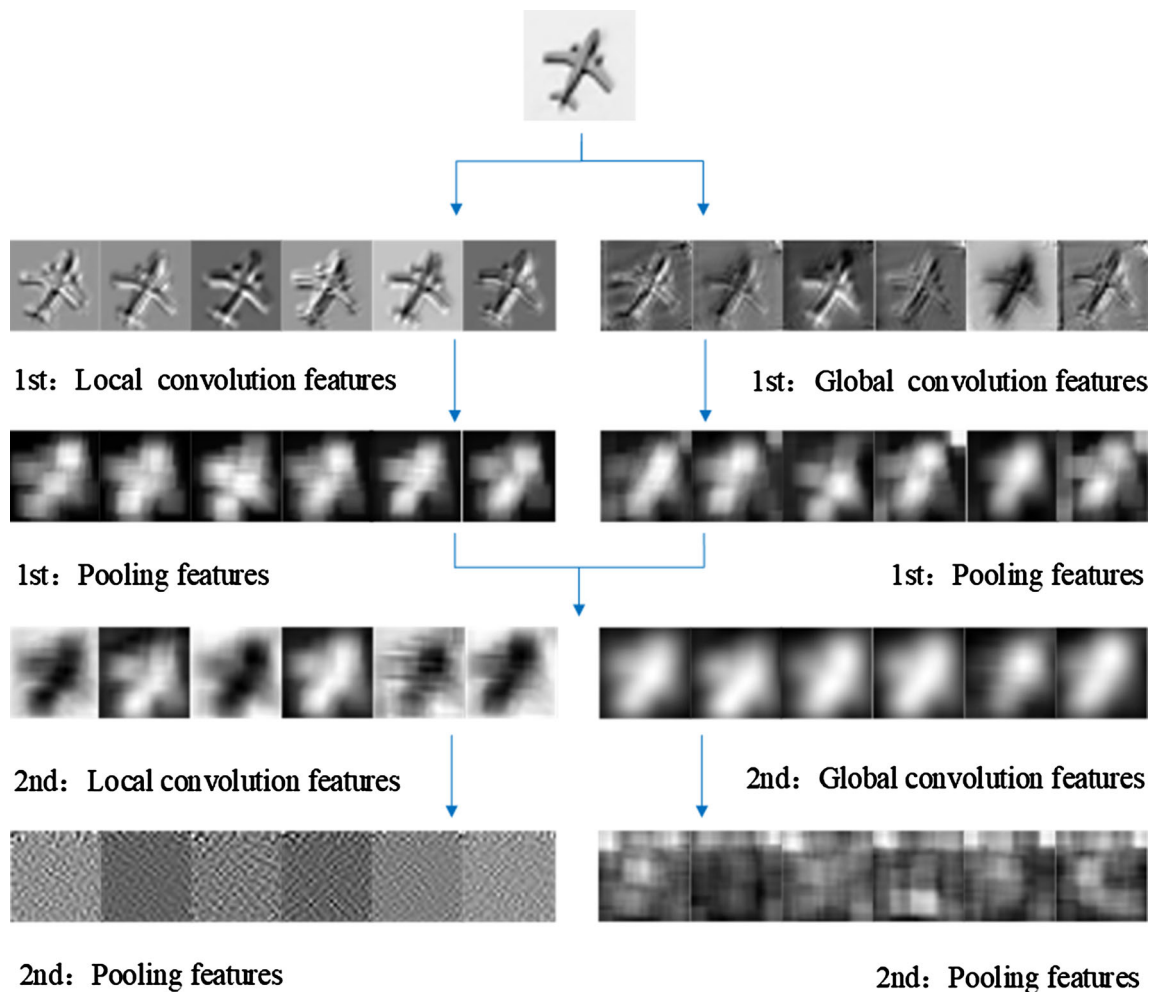 1st: Local convolution features
1st: Global convolution features
1st: Pooling features
1st: Pooling features
2nd: Local convolution features
2nd: Global convolution features
2nd: Pooling features
2nd: Pooling features